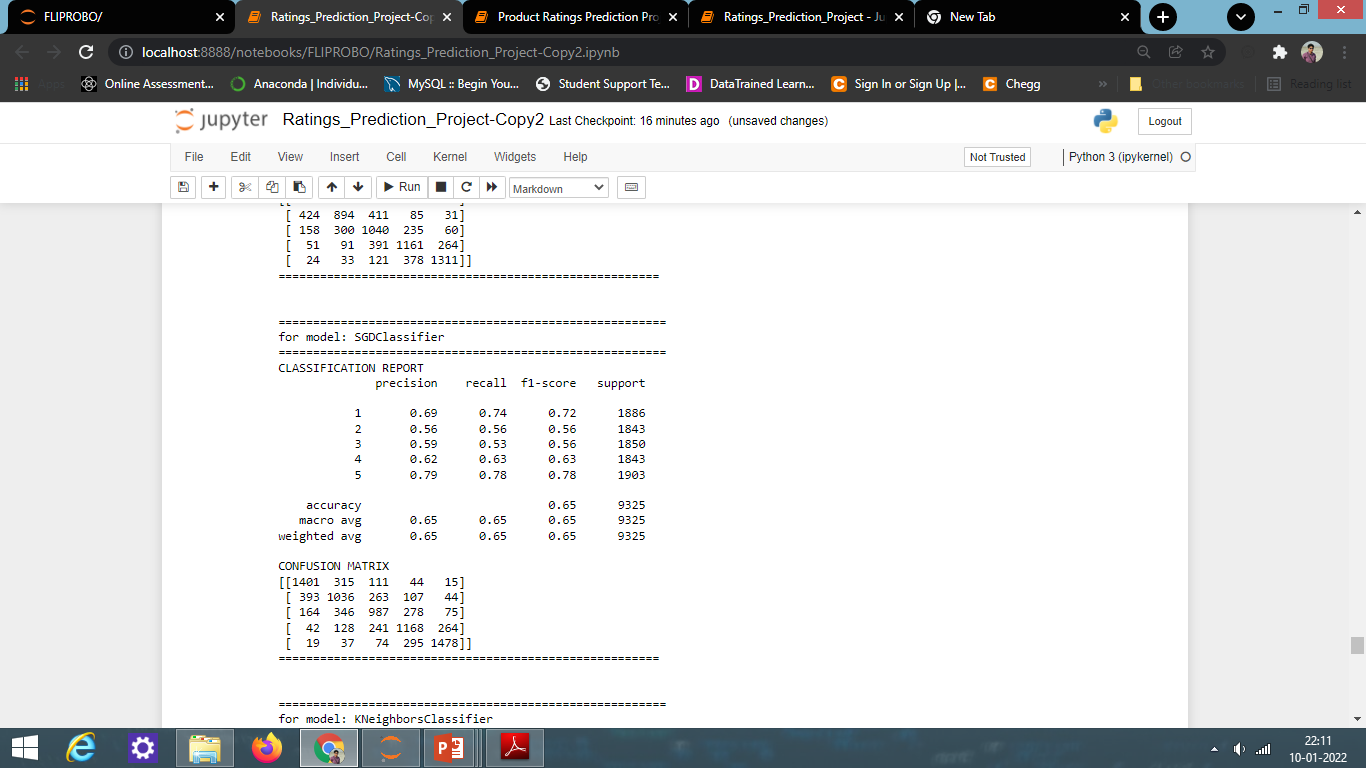 FLIPROBO/ Ratings_Prediction_Project-Cop Product Ratings Prediction Pro Ratings_Prediction_Project - Ju New Tab
localhost:8888/notebooks/FLIPROBO/Ratings_Prediction_Project-Copy2.ipynb
Apps Online Assessment... Anaconda | Individu... MySQL :: Begin You... Student Support Te... DataTrained Learn... Sign In or Sign Up |... Chegg » Other bookmarks Reading list
jupyter Ratings_Prediction_Project-Copy2 Last Checkpoint: 16 minutes ago (unsaved changes) Logout
File Edit View Insert Cell Kernel Widgets Help Not Trusted Python 3 (ipykernel)
Run Markdown
[ 424 894 411 85 31]
[ 158 300 1040 235 60]
[ 51 91 391 1161 264]
[ 24 33 121 378 1311]]
=======================================================
========================================================
for model: SGDClassifier
========================================================
CLASSIFICATION REPORT
precision recall f1-score support
1 0.69 0.74 0.72 1886
2 0.56 0.56 0.56 1843
3 0.59 0.53 0.56 1850
4 0.62 0.63 0.63 1843
5 0.79 0.78 0.78 1903
accuracy 0.65 9325
macro avg 0.65 0.65 0.65 9325
weighted avg 0.65 0.65 0.65 9325
CONFUSION MATRIX
[[1401 315 111 44 15]
[ 393 1036 263 107 44]
[ 164 346 987 278 75]
[ 42 128 241 1168 264]
[ 19 37 74 295 1478]]
=======================================================
========================================================
for model: KNeighborsClassifier
22:11
10-01-2022